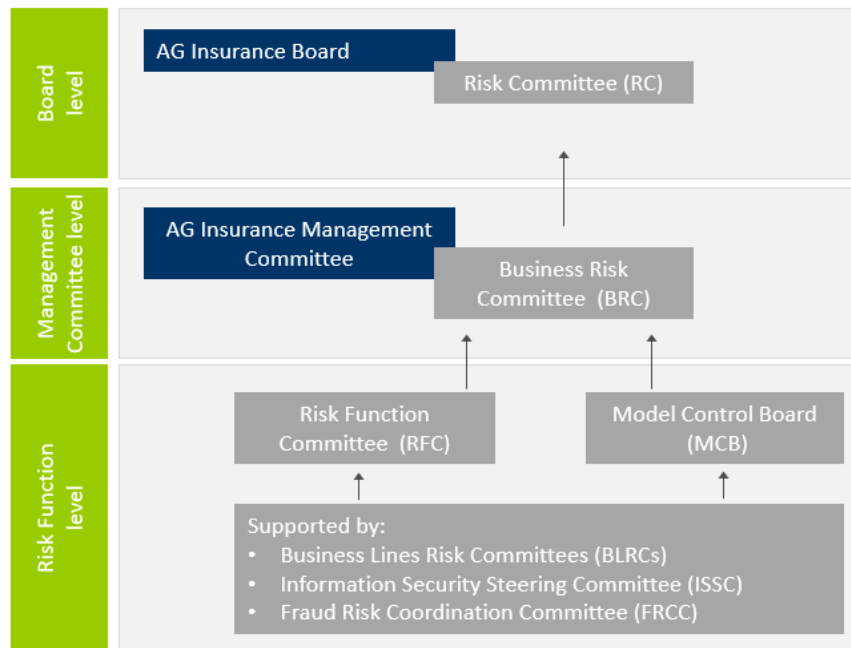 Board
level
AG Insurance Board
Risk Committee (RC)
Management
Committee level
AG Insurance Management
Committee
Business Risk
Committee (BRC)
Risk Function
level
Risk Function
Committee (RFC)
Model Control Board
(MCB)
Supported by:
• Business Lines Risk Committees (BLRCs)
• Information Security Steering Committee (ISSC)
• Fraud Risk Coordination Committee (FRCC)